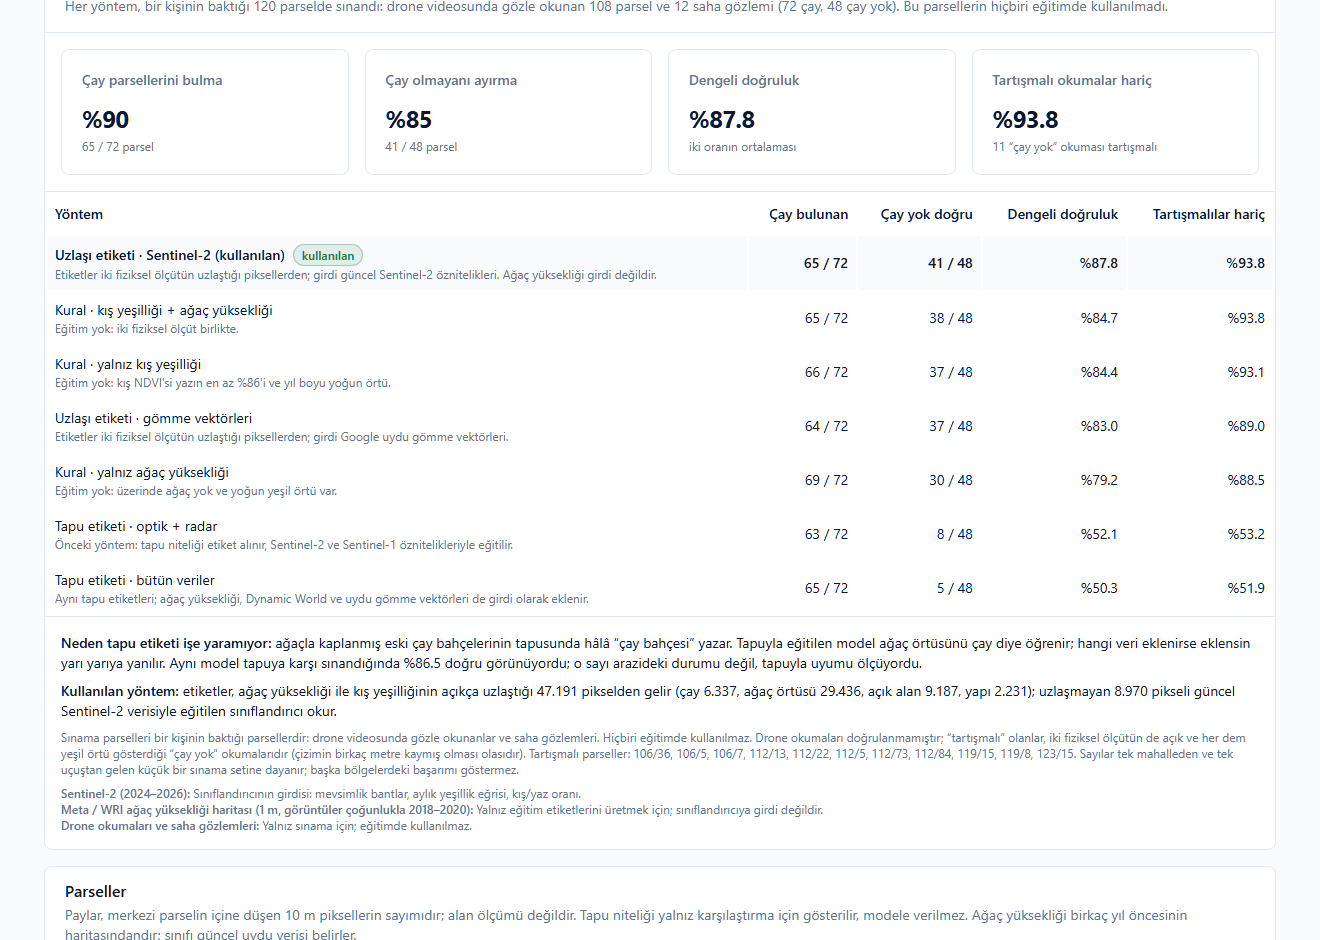 Her yöntem, bir kişinin baktığı 120 parselde sınandı: drone videosunda gözle okunan 108 parsel ve 12 saha gözlemi (72 çay, 48 çay yok). Bu parsellerin hiçbiri eğitimde kullanılmadı.
Çay parsellerini bulma
%90
65 / 72 parsel
Çay olmayanı ayırma
%85
41 / 48 parsel
Dengeli doğruluk
%87.8
iki oranın ortalaması
Tartışmalı okumalar hariç
%93.8
11 “çay yok” okuması tartışmalı
Yöntem Çay bulunan Çay yok doğru Dengeli doğruluk Tartışmalılar hariç
Uzlaşı etiketi · Sentinel-2 (kullanılan) kullanılan 65 / 72 41 / 48 %87.8 %93.8
Etiketler iki fiziksel ölçütün uzlaştığı piksellerden; girdi güncel Sentinel-2 öznitelikleri. Ağaç yüksekliği girdi değildir.
Kural · kış yeşilliği + ağaç yüksekliği 65 / 72 38 / 48 %84.7 %93.8
Eğitim yok: iki fiziksel ölçüt birlikte.
Kural · yalnız kış yeşilliği 66 / 72 37 / 48 %84.4 %93.1
Eğitim yok: kış NDVI'si yazın en az %86'i ve yıl boyu yoğun örtü.
Uzlaşı etiketi · gömme vektörleri 64 / 72 37 / 48 %83.0 %89.0
Etiketler iki fiziksel ölçütün uzlaştığı piksellerden; girdi Google uydu gömme vektörleri.
Kural · yalnız ağaç yüksekliği 69 / 72 30 / 48 %79.2 %88.5
Eğitim yok: üzerinde ağaç yok ve yoğun yeşil örtü var.
Tapu etiketi · optik + radar 63 / 72 8 / 48 %52.1 %53.2
Önceki yöntem: tapu niteliği etiket alınır, Sentinel-2 ve Sentinel-1 öznitelikleriyle eğitilir.
Tapu etiketi · bütün veriler 65 / 72 5 / 48 %50.3 %51.9
Aynı tapu etiketleri; ağaç yüksekliği, Dynamic World ve uydu gömme vektörleri de girdi olarak eklenir.
Neden tapu etiketi işe yaramıyor: ağaçla kaplanmış eski çay bahçelerinin tapusunda hâlâ “çay bahçesi” yazar. Tapuyla eğitilen model ağaç örtüsünü çay diye öğrenir; hangi veri eklenirse eklensin
yarı yarıya yanılır. Aynı model tapuya karşı sınandığında %86.5 doğru görünüyordu; o sayı arazideki durumu değil, tapuyla uyumu ölçüyordu.
Kullanılan yöntem: etiketler, ağaç yüksekliği ile kış yeşilliğinin açıkça uzlaştığı 47.191 pikselden gelir (çay 6.337, ağaç örtüsü 29.436, açık alan 9.187, yapı 2.231); uzlaşmayan 8.970 pikseli güncel
Sentinel-2 verisiyle eğitilen sınıflandırıcı okur.
Sınama parselleri bir kişinin baktığı parsellerdir: drone videosunda gözle okunanlar ve saha gözlemleri. Hiçbiri eğitimde kullanılmaz. Drone okumaları doğrulanmamıştır; “tartışmalı” olanlar, iki fiziksel ölçütün de açık ve her dem
yeşil örtü gösterdiği “çay yok” okumalarıdır (çizimin birkaç metre kaymış olması olasıdır). Tartışmalı parseller: 106/36, 106/5, 106/7, 112/13, 112/22, 112/5, 112/73, 112/84, 119/15, 119/8, 123/15. Sayılar tek mahalleden ve tek
uçuştan gelen küçük bir sınama setine dayanır; başka bölgelerdeki başarımı göstermez.
Sentinel-2 (2024–2026): Sınıflandırıcının girdisi: mevsimlik bantlar, aylık yeşillik eğrisi, kış/yaz oranı.
Meta / WRI ağaç yüksekliği haritası (1 m, görüntüler çoğunlukla 2018–2020): Yalnız eğitim etiketlerini üretmek için; sınıflandırıcıya girdi değildir.
Drone okumaları ve saha gözlemleri: Yalnız sınama için; eğitimde kullanılmaz.
Parseller
Paylar, merkezi parselin içine düşen 10 m piksellerin sayımıdır; alan ölçümü değildir. Tapu niteliği yalnız karşılaştırma için gösterilir, modele verilmez. Ağaç yüksekliği birkaç yıl öncesinin
haritasındandır; sınıfı güncel uydu verisi belirler.